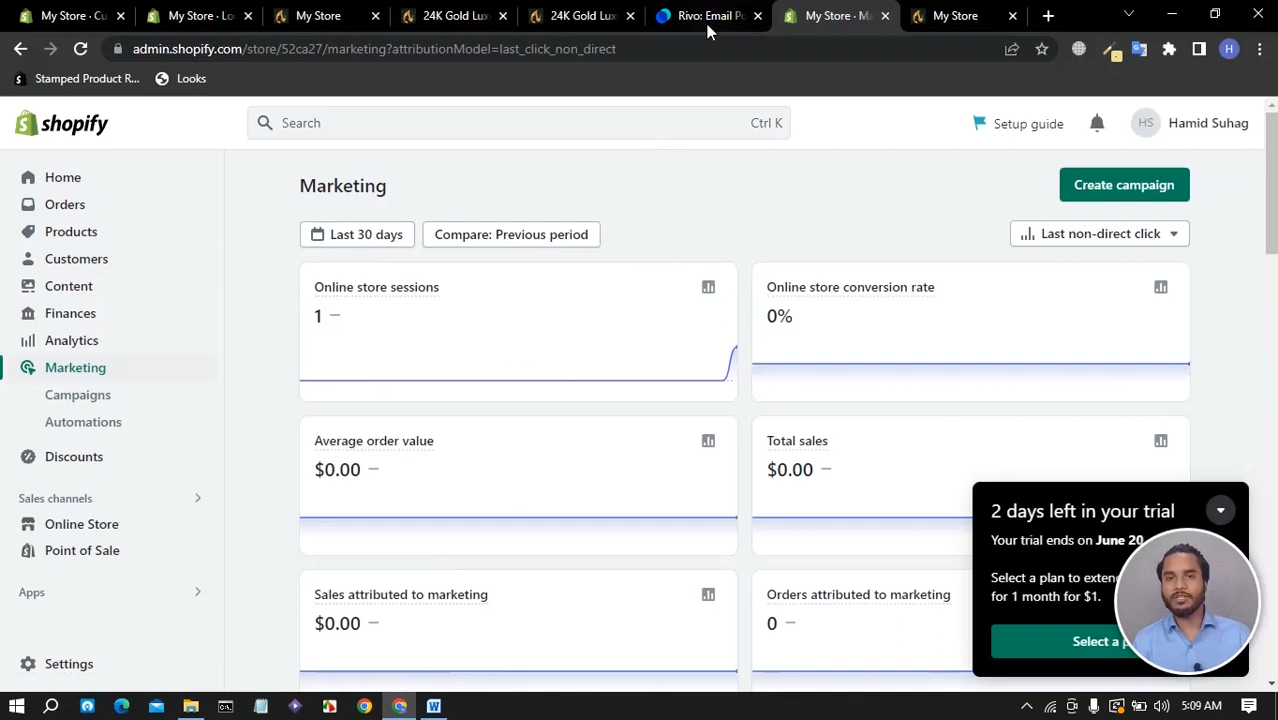 My Store · Cu
My Store · Lo
My Store
24K Gold Lux
24K Gold Lux
Rivo: Email Po
My Store · Ma
My Store
admin.shopify.com/store/52ca27/marketing?attributionModel=last_click_non_direct
H
Stamped Product R...
Looks
shopify
Search
Ctrl K
Setup guide
HS
Hamid Suhag
Home
Orders
Products
Customers
Content
Finances
Analytics
Marketing
Campaigns
Automations
Discounts
Sales channels
Online Store
Point of Sale
Apps
Settings
Marketing
Create campaign
Last 30 days
Compare: Previous period
Last non-direct click
Online store sessions
1 —
Online store conversion rate
0%
Average order value
$0.00 —
Total sales
$0.00 —
Sales attributed to marketing
$0.00 —
Orders attributed to marketing
0 —
2 days left in your trial
Your trial ends on June 20
Select a plan to exten
for 1 month for $1.
Select a p
5:09 AM